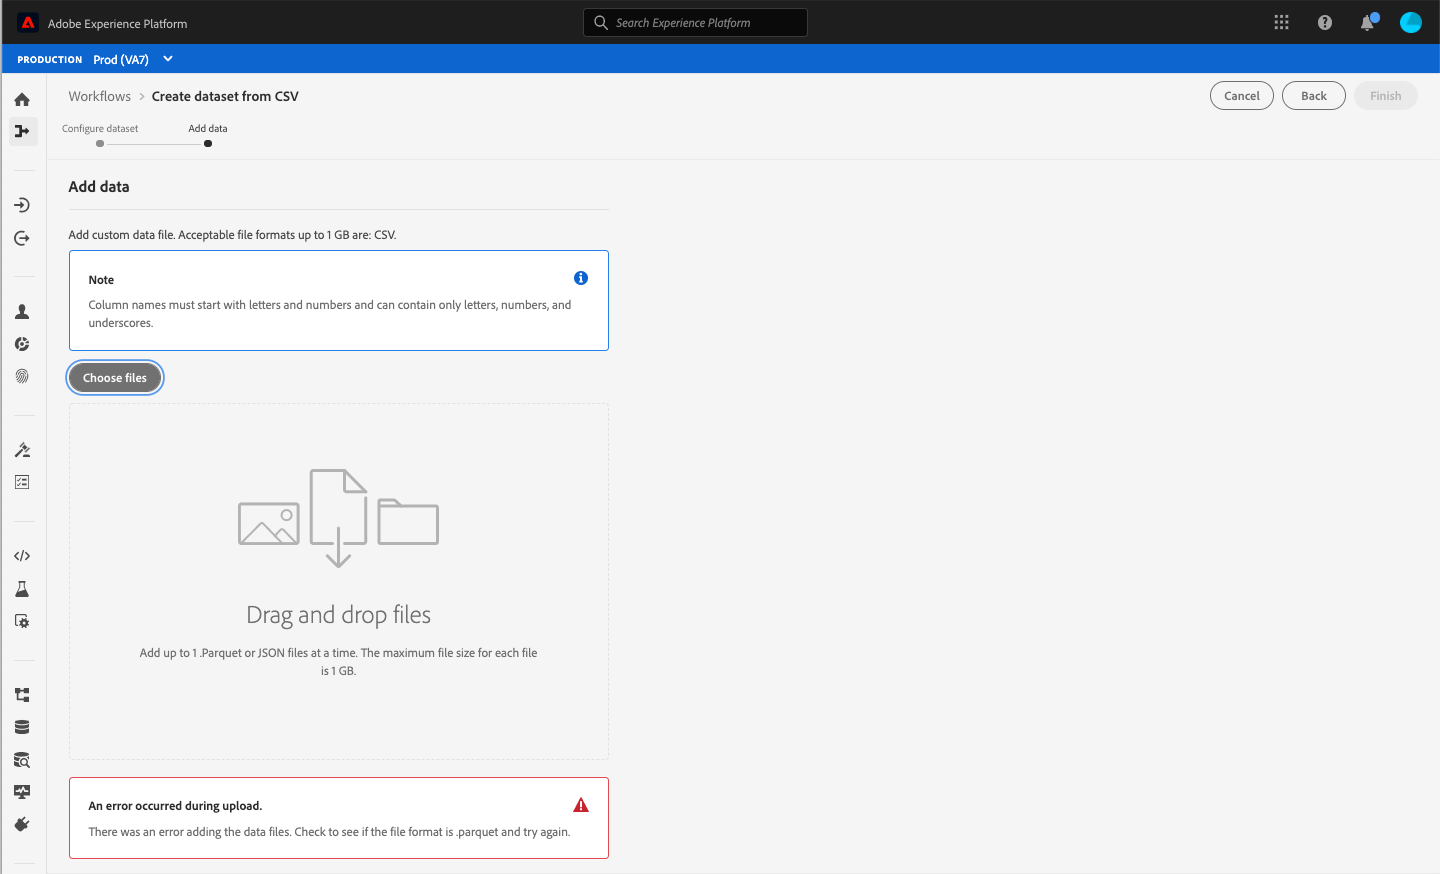 Adobe Experience Platform
Search Experience Platform
PRODUCTION Prod (VA7)
Workflows > Create dataset from CSV
Cancel Back Finish
Configure dataset Add data
Add data
Add custom data file. Acceptable file formats up to 1 GB are: CSV.
Note
Column names must start with letters and numbers and can contain only letters, numbers, and
underscores.
Choose files
Drag and drop files
Add up to 1 .Parquet or JSON files at a time. The maximum file size for each file
is 1 GB.
An error occurred during upload.
There was an error adding the data files. Check to see if the file format is .parquet and try again.